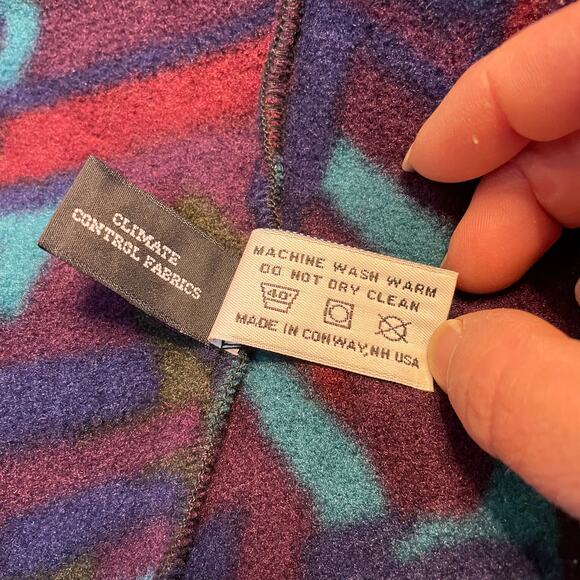 CLIMATE
CONTROL FABRICS
MACHINE WASH WARM
DO NOT DRY CLEAN
40°
MADE IN CONWAY, NH USA